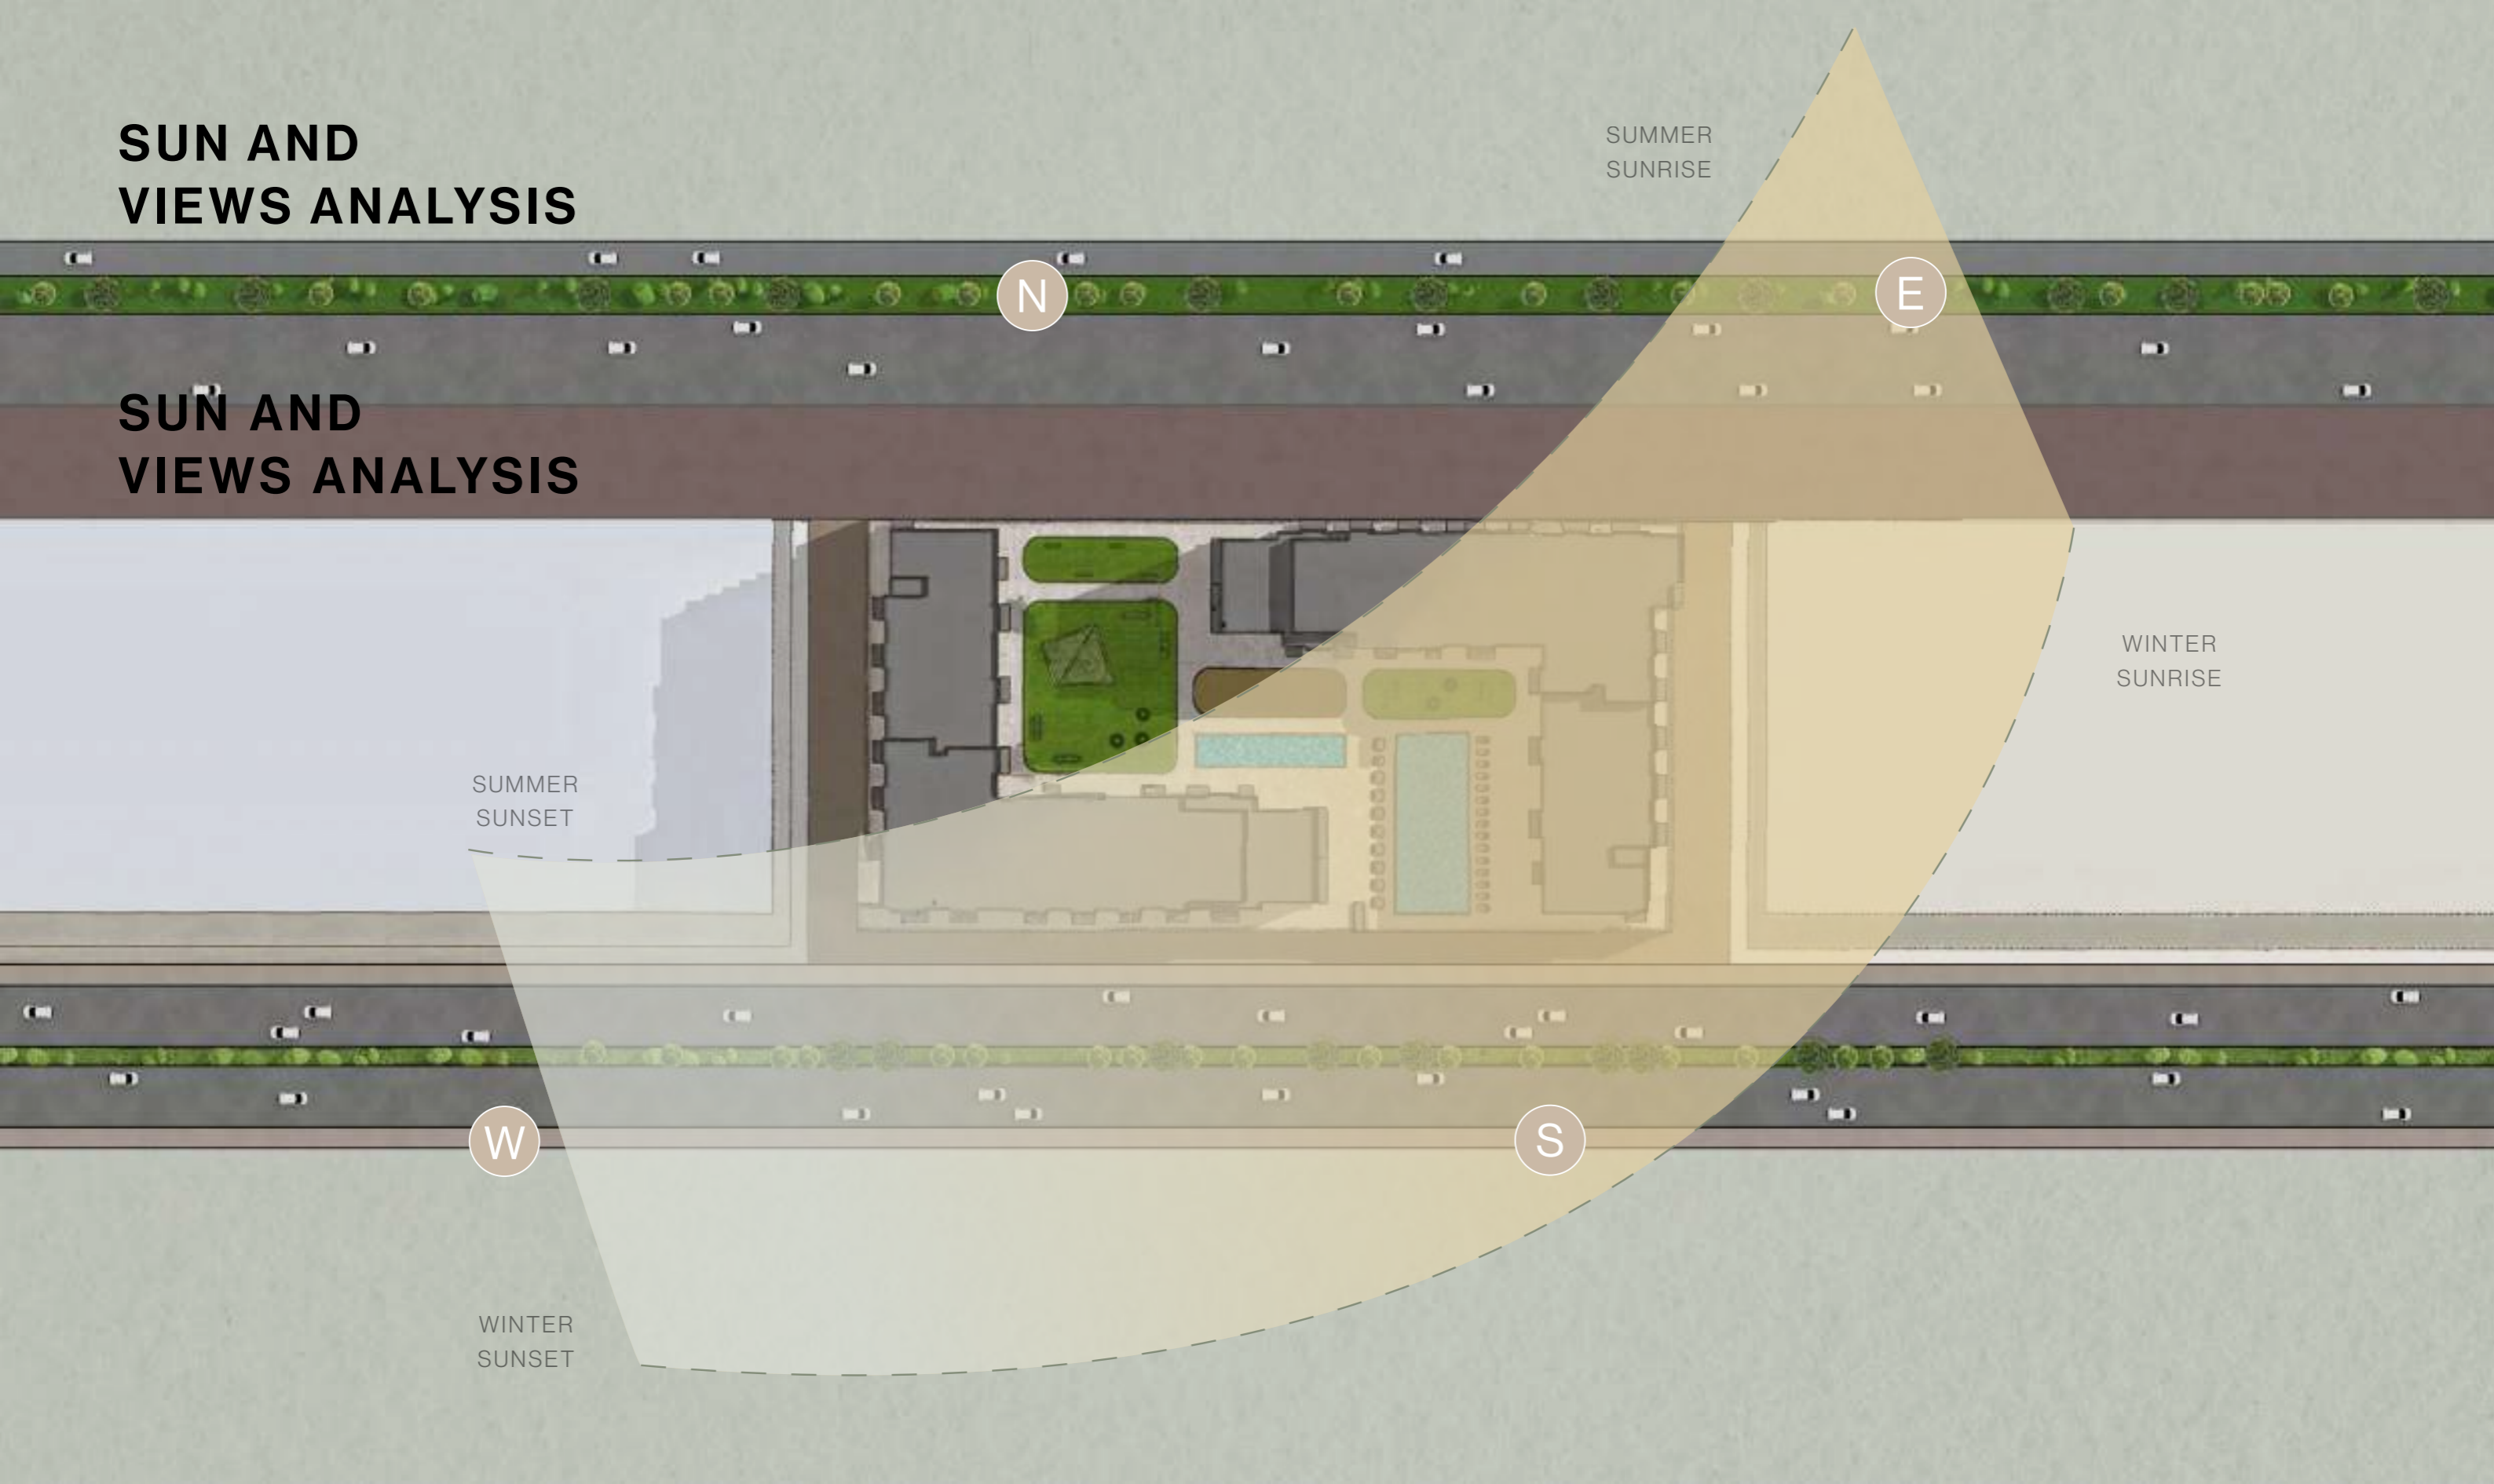 SUN AND
VIEWS ANALYSIS
SUMMER
SUNRISE
N
E
SUN AND
VIEWS ANALYSIS
WINTER
SUNRISE
SUMMER
SUNSET
W
S
WINTER
SUNSET